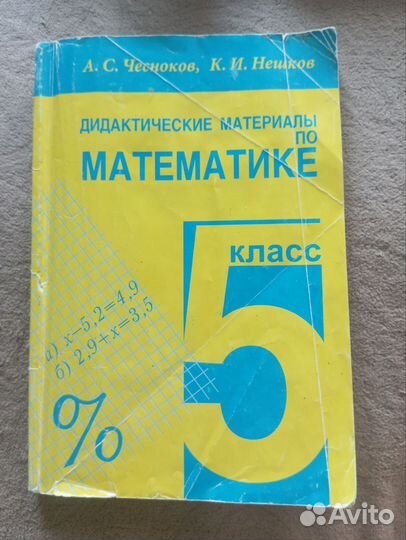 А. С. Чесноков, К. И. Нешков
ДИДАКТИЧЕСКИЕ МАТЕРИАЛЫ
ПО
МАТЕМАТИКЕ
5
класс
а) x−5,2=4,9
б) 2,9+x=3,5
%
Avito